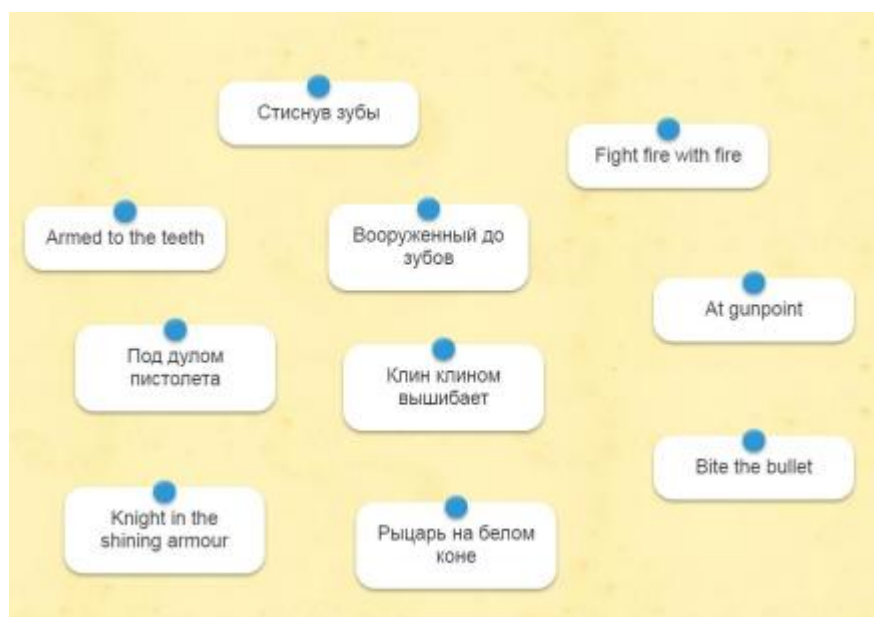 Стиснув зубы
Fight fire with fire
Armed to the teeth
Вооруженный до
зубов
At gunpoint
Под дулом
пистолета
Клин клином
вышибает
Bite the bullet
Knight in the
shining armour
Рыцарь на белом
коне